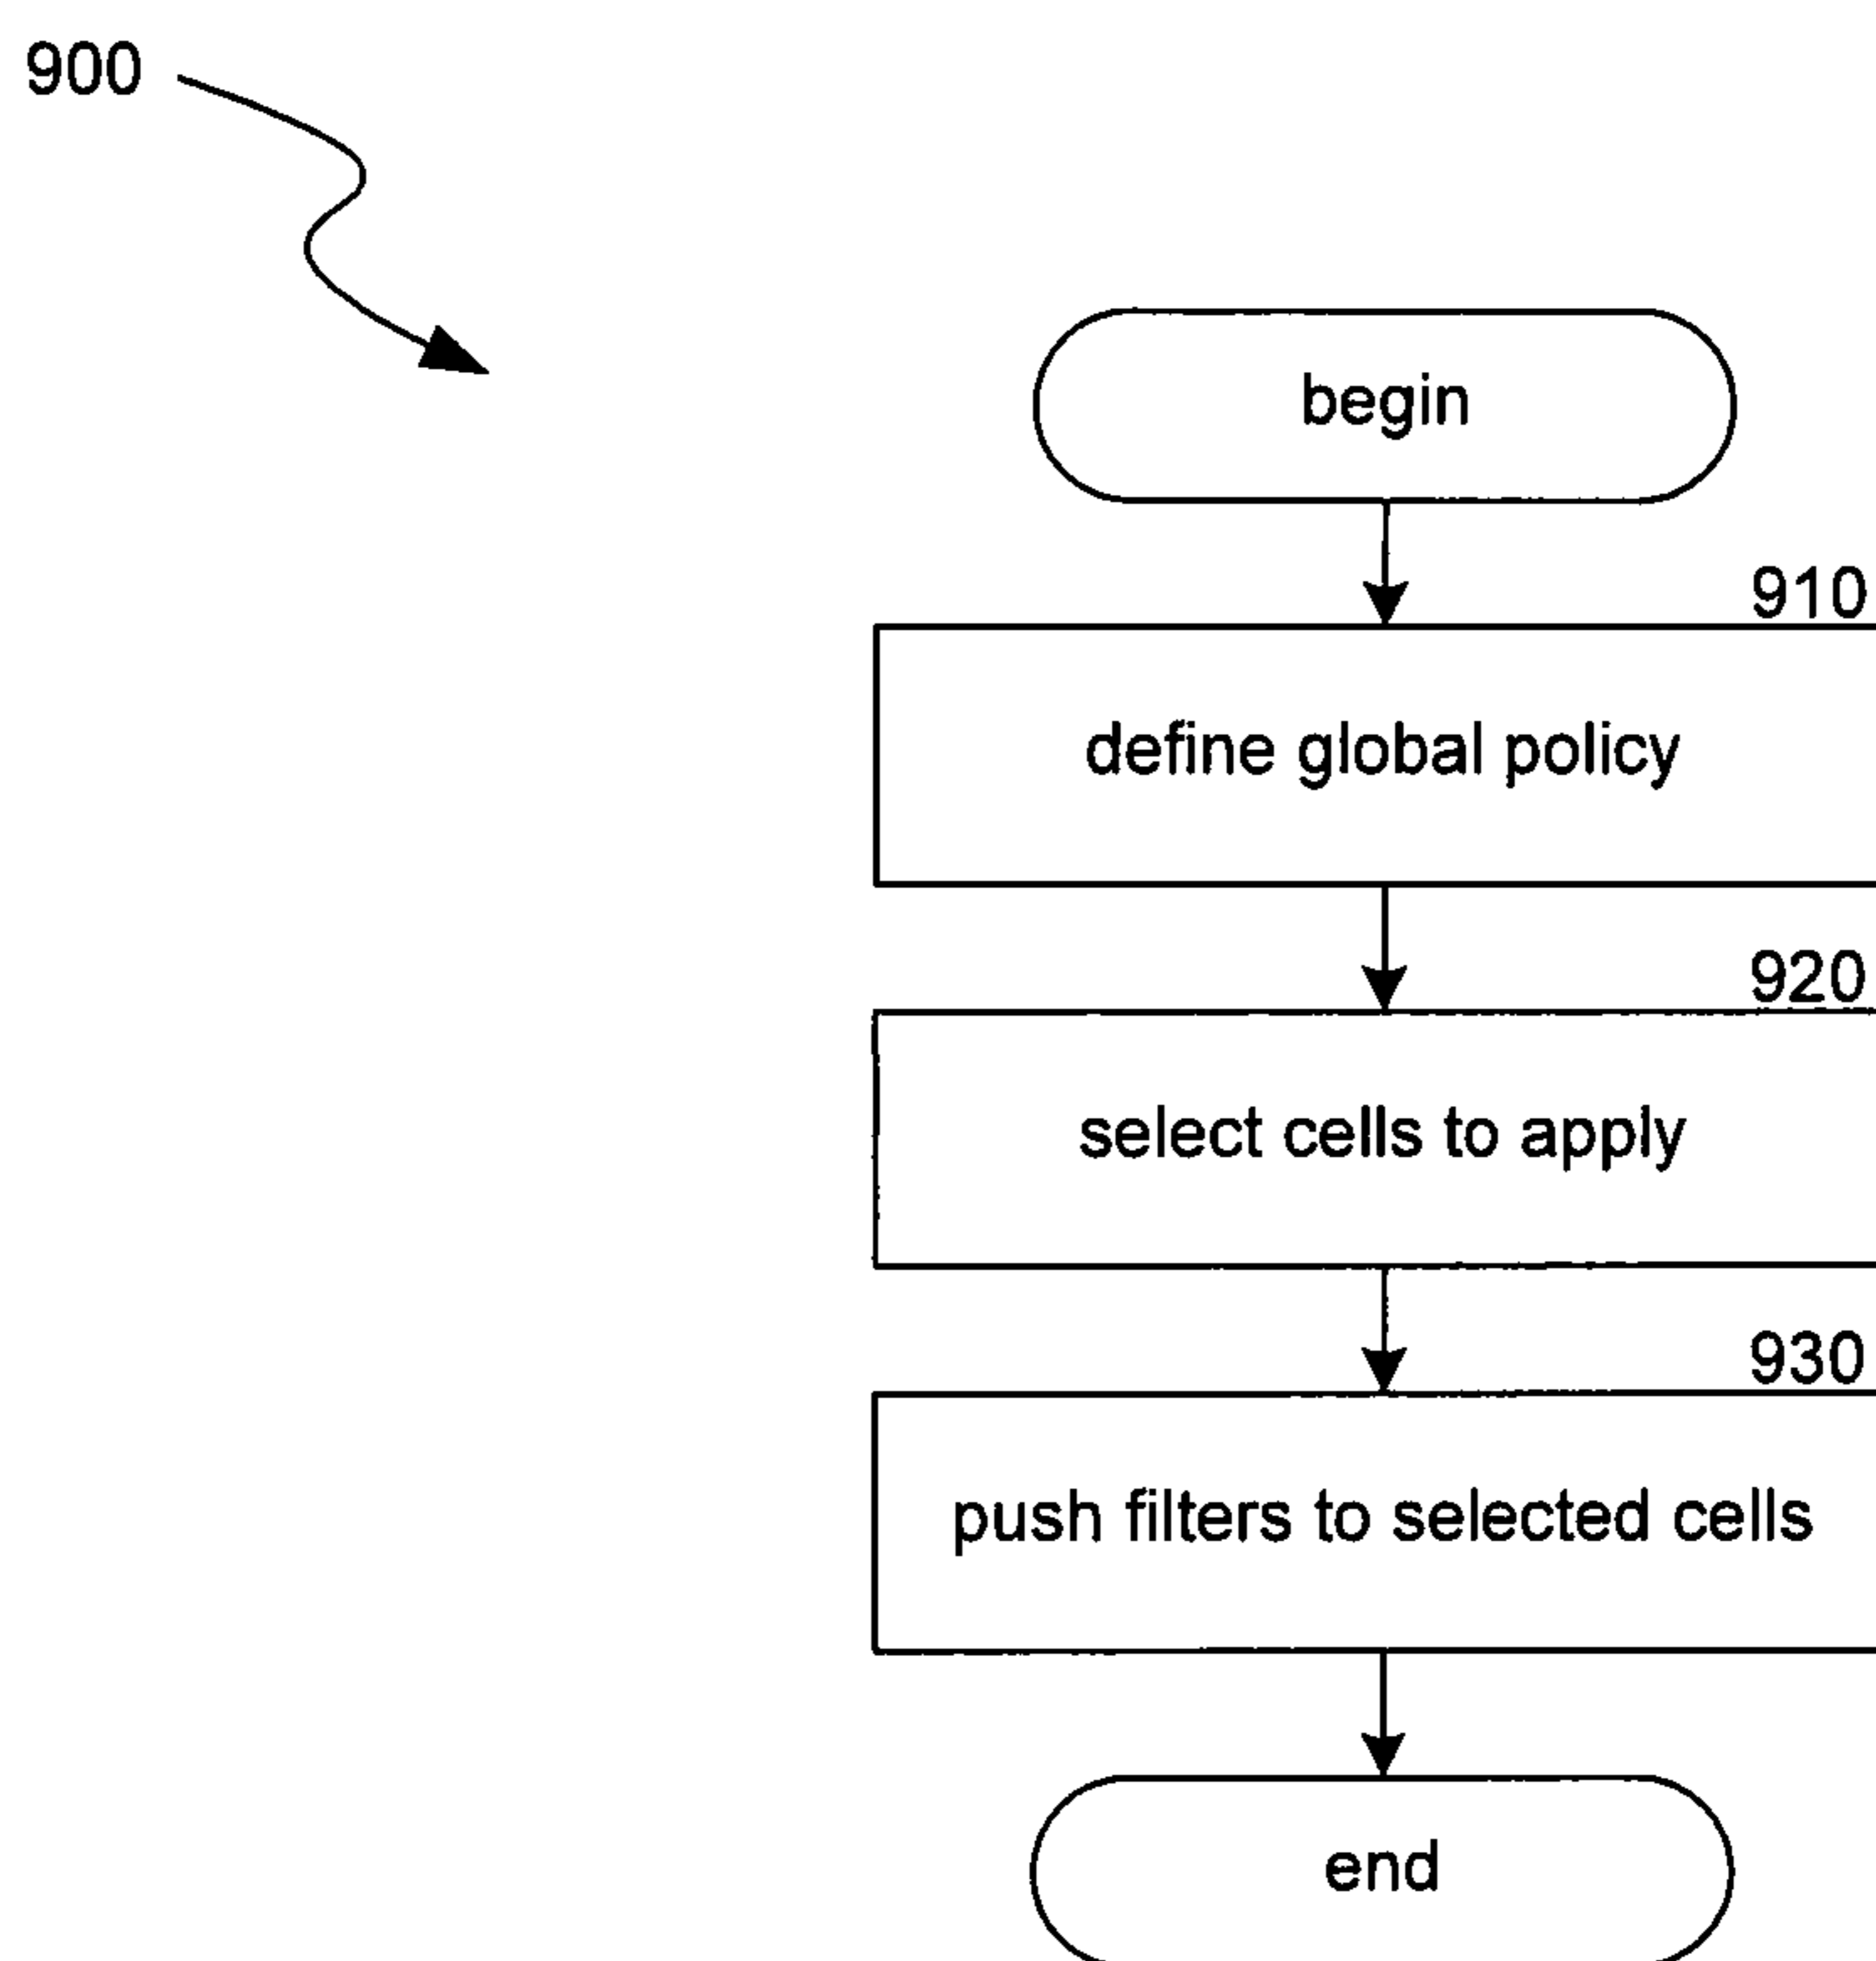 900
begin
910
define global policy
920
select cells to apply
930
push filters to selected cells
end